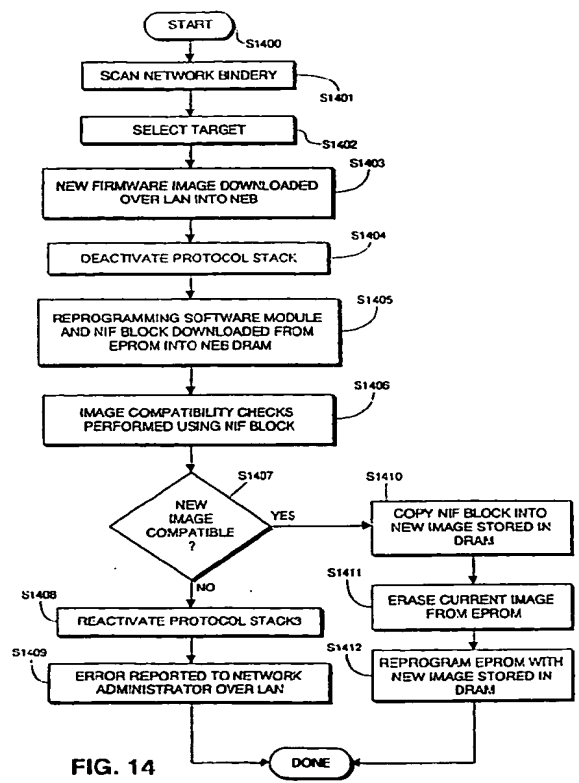 START
S1400
SCAN NETWORK BINDERY
S1401
SELECT TARGET
S1402
S1403
NEW FIRMWARE IMAGE DOWNLOADED
OVER LAN INTO NEB
S1404
DEACTIVATE PROTOCOL STACK
S1405
REPROGRAMMING SOFTWARE MODULE
AND NIF BLOCK DOWNLOADED FROM
EPROM INTO NEB DRAM
S1406
IMAGE COMPATIBILITY CHECKS
PERFORMED USING NIF BLOCK
S1407
NEW
IMAGE
COMPATIBLE
?
YES
NO
S1410
COPY NIF BLOCK INTO
NEW IMAGE STORED IN
DRAM
S1411
ERASE CURRENT IMAGE
FROM EPROM
S1412
REPROGRAM EPROM WITH
NEW IMAGE STORED IN
DRAM
S1408
REACTIVATE PROTOCOL STACKS
S1409
ERROR REPORTED TO NETWORK
ADMINISTRATOR OVER LAN
DONE
FIG. 14